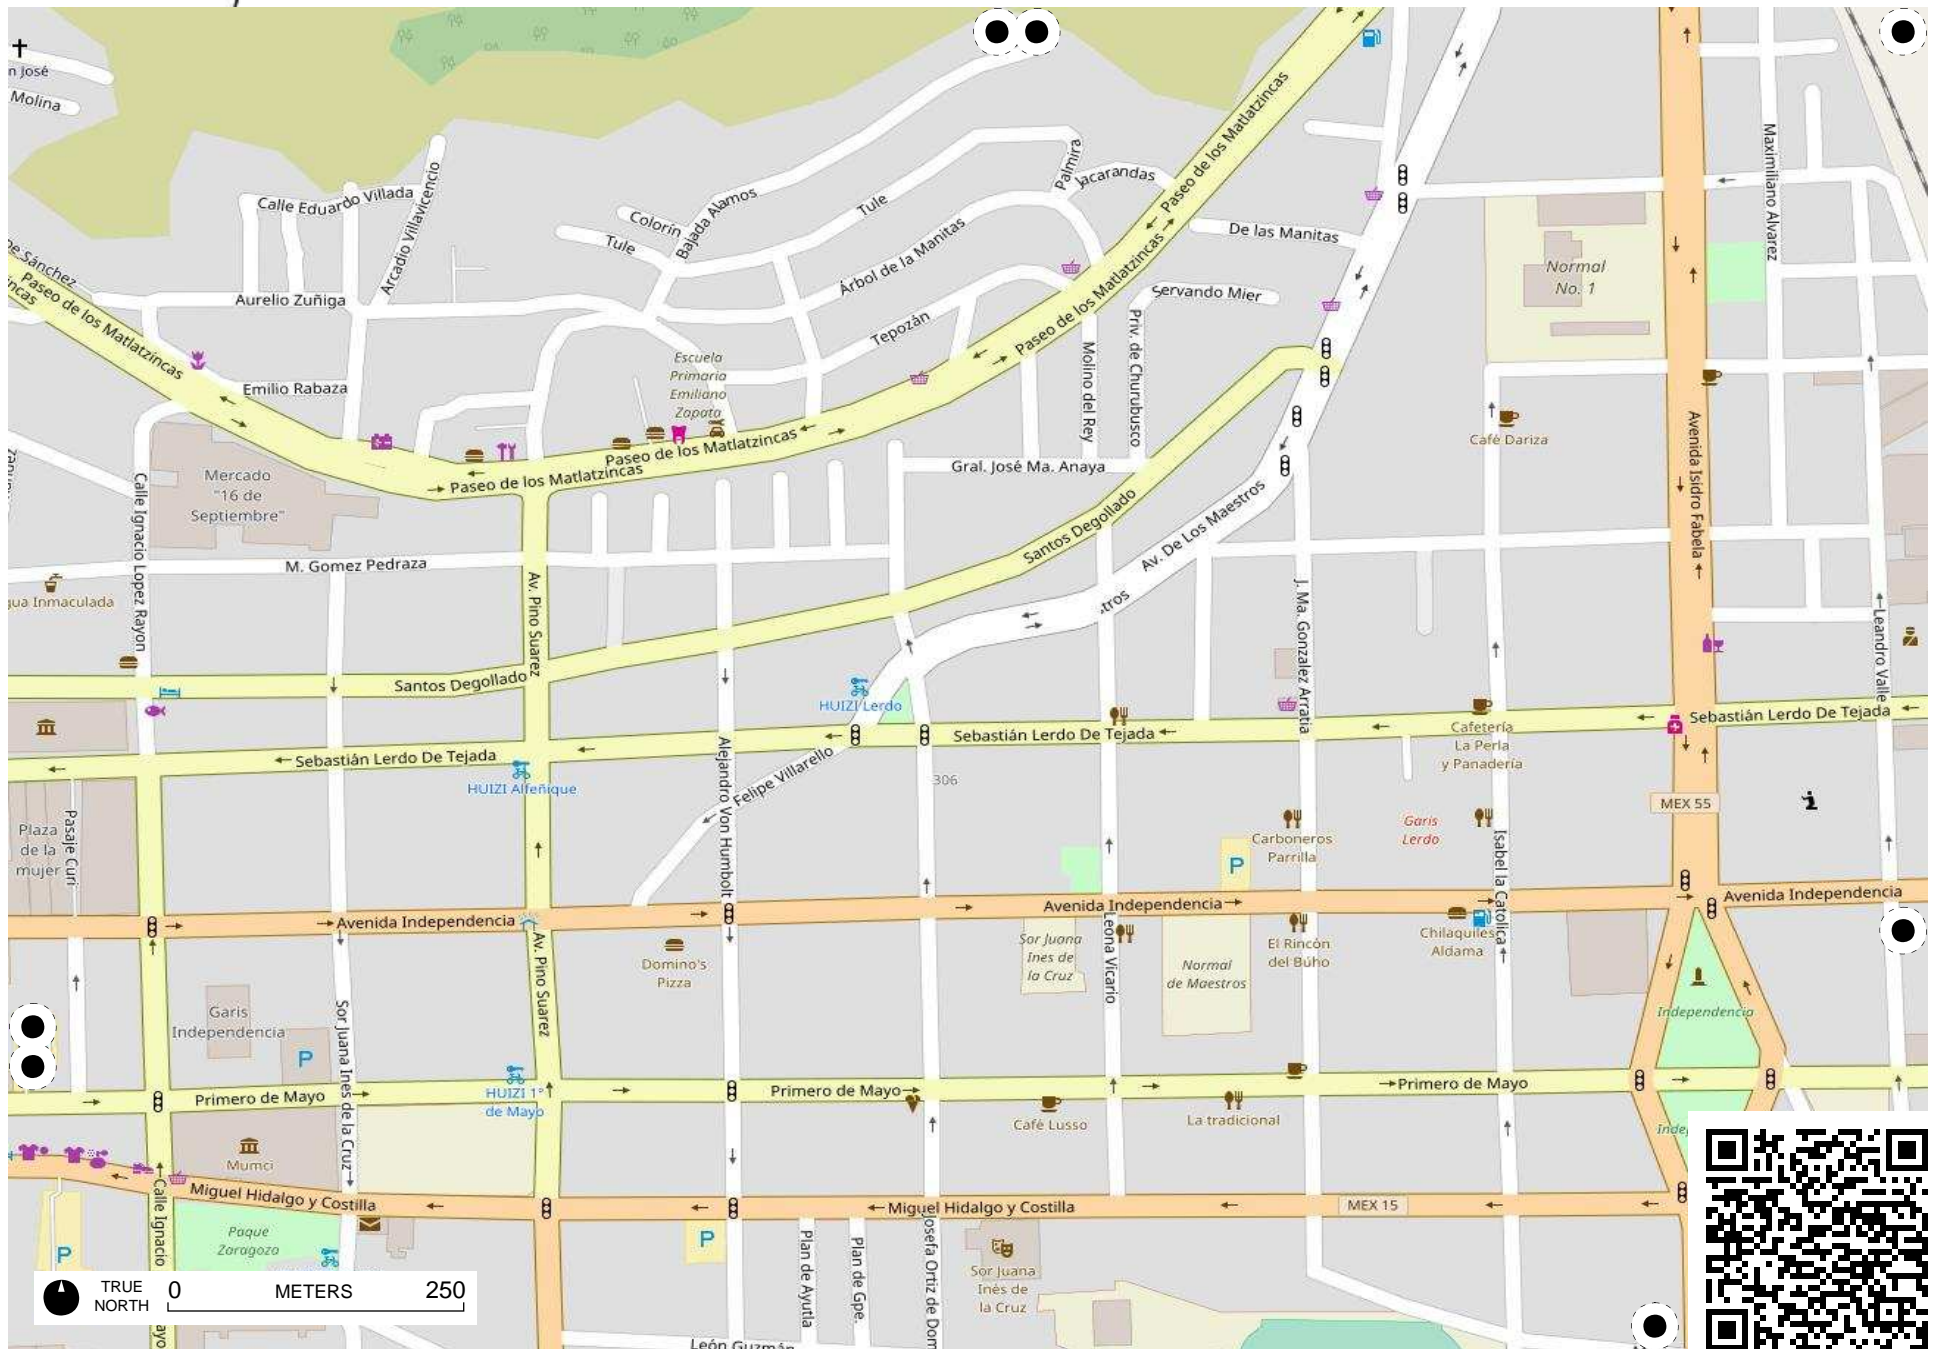 n José
Molina
Calle Eduardo Villada
Arcadio Villavicencio
Colorín
Tule
Bajada Alamos
Tule
Palmira
Jacarandas
Paseo de los Matlatzincas
De las Manitas
Maximiliano Alvarez
Árbol de la Manitas
Normal
No. 1
Sánchez
Paseo de los Matlatzincas
ncas
Aurelio Zuñiga
Servando Mier
Tepozán
Paseo de los Matlatzincas
Priv. de Churubusco
Molino del Rey
Emilio Rabaza
Escuela
Primaria
Emiliano
Zapata
Café Dariza
Avenida Isidro Fabela
Paseo de los Matlatzincas
Paseo de los Matlatzincas
Gral. José Ma. Anaya
Mercado
"16 de
Septiembre"
Calle Ignacio Lopez Rayon
Santos Degollado
Av. De Los Maestros
tros
M. Gomez Pedraza
Av. Pino Suarez
J. Ma. Gonzalez Arratia
gua Inmaculada
Leandro Valle
Santos Degollado
HUIZI Lerdo
Sebastián Lerdo De Tejada
Sebastián Lerdo De Tejada
Cafetería
La Perla
y Panadería
Sebastián Lerdo De Tejada
HUIZI Alfeñique
Alejandro Von Humbolt
Felipe Villarello
306
MEX 55
Plaza
de la
mujer
Pasaje Curi
Carboneros
Parrilla
Garis
Lerdo
Isabel la Catolica
P
Avenida Independencia
Avenida Independencia
Avenida Independencia
Av. Pino Suarez
Domino's
Pizza
Sor Juana
Ines de
la Cruz
Leona Vicario
Normal
de Maestros
El Rincón
del Búho
Chilaquiles
Aldama
Garis
Independencia
P
Sor Juana Ines de la Cruz
Independencia
Primero de Mayo
HUIZI 1°
de Mayo
Primero de Mayo
Primero de Mayo
Café Lusso
La tradicional
Indep
Mumci
Miguel Hidalgo y Costilla
Miguel Hidalgo y Costilla
MEX 15
Calle Ignacio
Paque
Zaragoza
P
P
Plan de Ayutla
Plan de Gpe.
Josefa Ortiz de Dom
Sor Juana
Inés de
la Cruz
TRUE
NORTH
0 METERS 250
ayo
León Guzmán